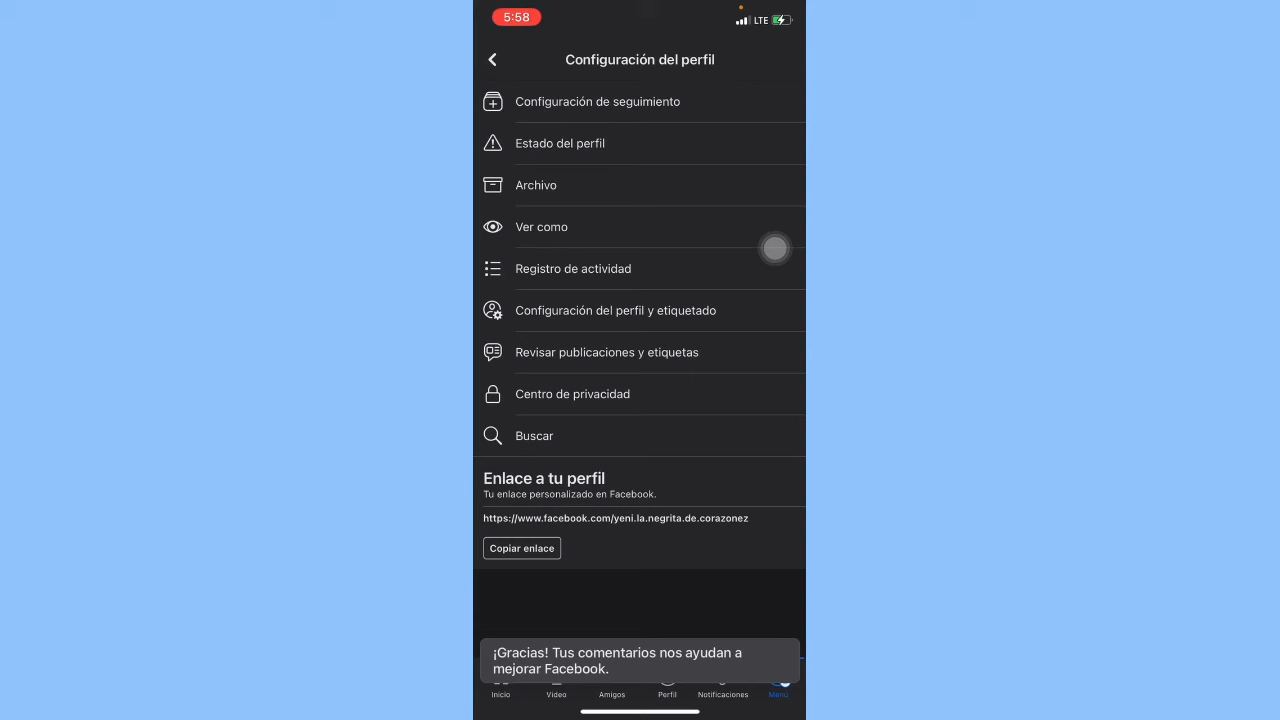 5:58
LTE
Configuración del perfil
Configuración de seguimiento
Estado del perfil
Archivo
Ver como
Registro de actividad
Configuración del perfil y etiquetado
Revisar publicaciones y etiquetas
Centro de privacidad
Buscar
Enlace a tu perfil
Tu enlace personalizado en Facebook.
https://www.facebook.com/yeni.la.negrita.de.corazonez
Copiar enlace
¡Gracias! Tus comentarios nos ayudan a
mejorar Facebook.
Inicio Video Amigos Perfil Notificaciones Menú